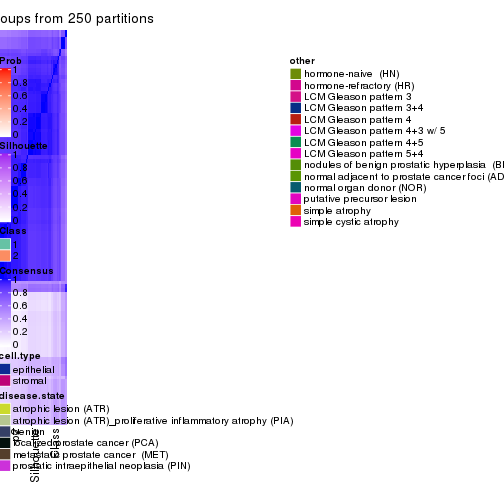 oups from 250 partitions
Prob
1
0.8
0.6
0.4
0.2
0
Silhouette
1
0.8
0.6
0.4
0.2
0
Class
1
2
Consensus
1
0.8
0.6
0.4
0.2
0
cell.type
epithelial
stromal
disease.state
atrophic lesion (ATR)
atrophic lesion (ATR)_proliferative inflammatory atrophy (PIA)
benign
localized prostate cancer (PCA)
metastatic prostate cancer (MET)
prostatic intraepithelial neoplasia (PIN)
Silhouette
Class
other
hormone-naive (HN)
hormone-refractory (HR)
LCM Gleason pattern 3
LCM Gleason pattern 3+4
LCM Gleason pattern 4
LCM Gleason pattern 4+3 w/ 5
LCM Gleason pattern 4+5
LCM Gleason pattern 5+4
nodules of benign prostatic hyperplasia (B
normal adjacent to prostate cancer foci (AD
normal organ donor (NOR)
putative precursor lesion
simple atrophy
simple cystic atrophy